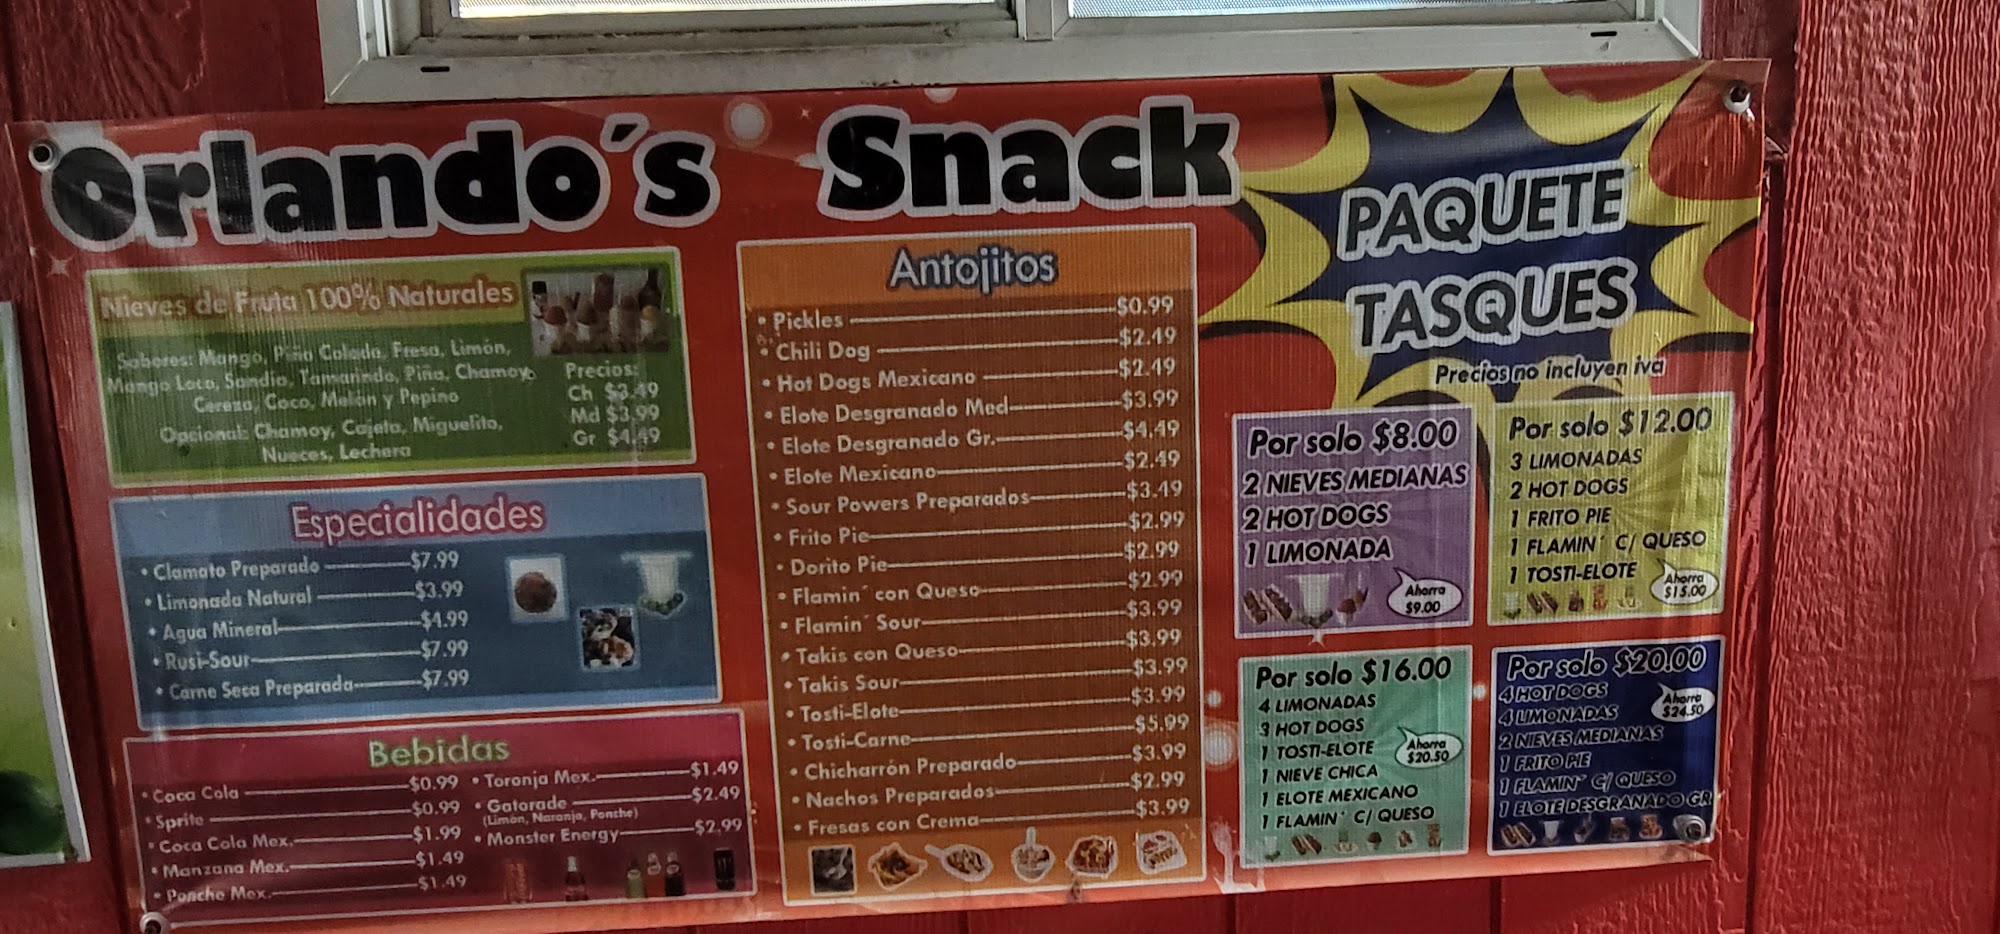 Orlando´s Snack
Nieves de Fruta 100% Naturales
Sabores: Mango, Piña Colada, Fresa, Limón,
Mango Loco, Sandía, Tamarindo, Piña, Chamoy,
Cereza, Coco, Melón y Pepino
Opcional: Chamoy, Cajeta, Miguelito,
Nueces, Lechera
Precios:
Ch $3.49
Md $3.99
Gr $4.49
Especialidades
• Clamato Preparado $7.99
• Limonada Natural $3.99
• Agua Mineral $4.99
• Rusi-Sour $7.99
• Carne Seca Preparada $7.99
Bebidas
• Coca Cola $0.99
• Sprite $0.99
• Coca Cola Mex. $1.99
• Manzana Mex. $1.49
• Ponche Mex. $1.49
• Toronja Mex. $1.49
• Gatorade $2.49
(Limón, Naranja, Ponche)
• Monster Energy $2.99
Antojitos
• Pickles $0.99
• Chili Dog $2.49
• Hot Dogs Mexicano $2.49
• Elote Desgranado Med $3.99
• Elote Desgranado Gr. $4.49
• Elote Mexicano $2.49
• Sour Powers Preparados $3.49
• Frito Pie $2.99
• Dorito Pie $2.99
• Flamin´ con Queso $2.99
• Flamin´ Sour $3.99
• Takis con Queso $3.99
• Takis Sour $3.99
• Tosti-Elote $3.99
• Tosti-Carne $5.99
• Chicharrón Preparado $3.99
• Nachos Preparados $2.99
• Fresas con Crema $3.99
PAQUETE
TASQUES
Precios no incluyen iva
Por solo $8.00
2 NIEVES MEDIANAS
2 HOT DOGS
1 LIMONADA
Ahorra
$9.00
Por solo $12.00
3 LIMONADAS
2 HOT DOGS
1 FRITO PIE
1 FLAMIN´ C/ QUESO
1 TOSTI-ELOTE
Ahorra
$15.00
Por solo $16.00
4 LIMONADAS
3 HOT DOGS
1 TOSTI-ELOTE
1 NIEVE CHICA
1 ELOTE MEXICANO
1 FLAMIN´ C/ QUESO
Ahorra
$20.50
Por solo $20.00
4 HOT DOGS
4 LIMONADAS
2 NIEVES MEDIANAS
1 FRITO PIE
1 FLAMIN´ C/ QUESO
1 ELOTE DESGRANADO GR
Ahorra
$24.50